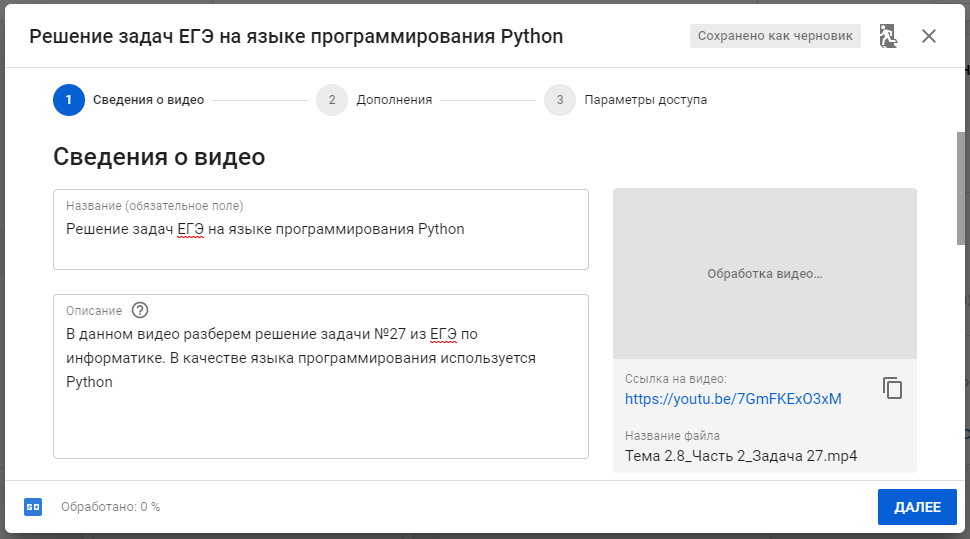 Решение задач ЕГЭ на языке программирования Python
Сохранено как черновик
1 Сведения о видео
2 Дополнения
3 Параметры доступа
Сведения о видео
Название (обязательное поле)
Решение задач ЕГЭ на языке программирования Python
Описание
В данном видео разберем решение задачи №27 из ЕГЭ по
информатике. В качестве языка программирования используется
Python
Обработка видео…
Ссылка на видео:
https://youtu.be/7GmFKExO3xM
Название файла
Тема 2.8_Часть 2_Задача 27.mp4
SD
Обработано: 0 %
ДАЛЕЕ